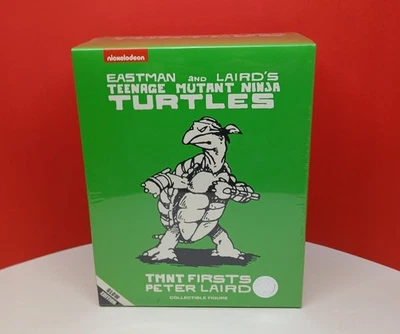 nickelodeon
EASTMAN AND LAIRD'S
TEENAGE MUTANT NINJA
TURTLES
TMNT FIRSTS
PETER LAIRD
COLLECTIBLE FIGURE